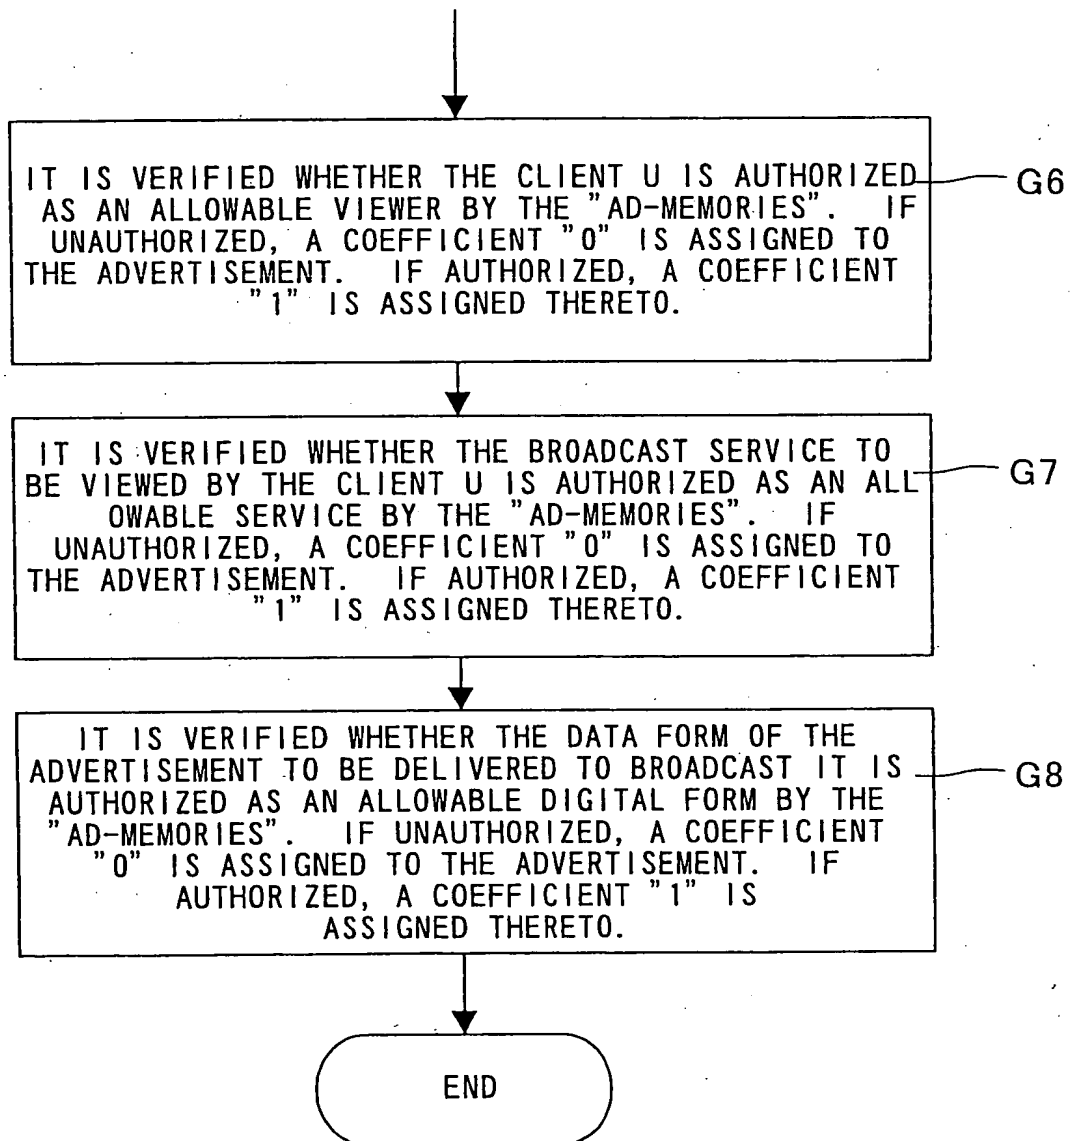 IT IS VERIFIED WHETHER THE CLIENT U IS AUTHORIZED
AS AN ALLOWABLE VIEWER BY THE "AD-MEMORIES". IF
UNAUTHORIZED, A COEFFICIENT "0" IS ASSIGNED TO
THE ADVERTISEMENT. IF AUTHORIZED, A COEFFICIENT
"1" IS ASSIGNED THERETO.
G6
IT IS VERIFIED WHETHER THE BROADCAST SERVICE TO
BE VIEWED BY THE CLIENT U IS AUTHORIZED AS AN ALL
OWABLE SERVICE BY THE "AD-MEMORIES". IF
UNAUTHORIZED, A COEFFICIENT "0" IS ASSIGNED TO
THE ADVERTISEMENT. IF AUTHORIZED, A COEFFICIENT
"1" IS ASSIGNED THERETO.
G7
IT IS VERIFIED WHETHER THE DATA FORM OF THE
ADVERTISEMENT TO BE DELIVERED TO BROADCAST IT IS
AUTHORIZED AS AN ALLOWABLE DIGITAL FORM BY THE
"AD-MEMORIES". IF UNAUTHORIZED, A COEFFICIENT
"0" IS ASSIGNED TO THE ADVERTISEMENT. IF
AUTHORIZED, A COEFFICIENT "1" IS
ASSIGNED THERETO.
G8
END